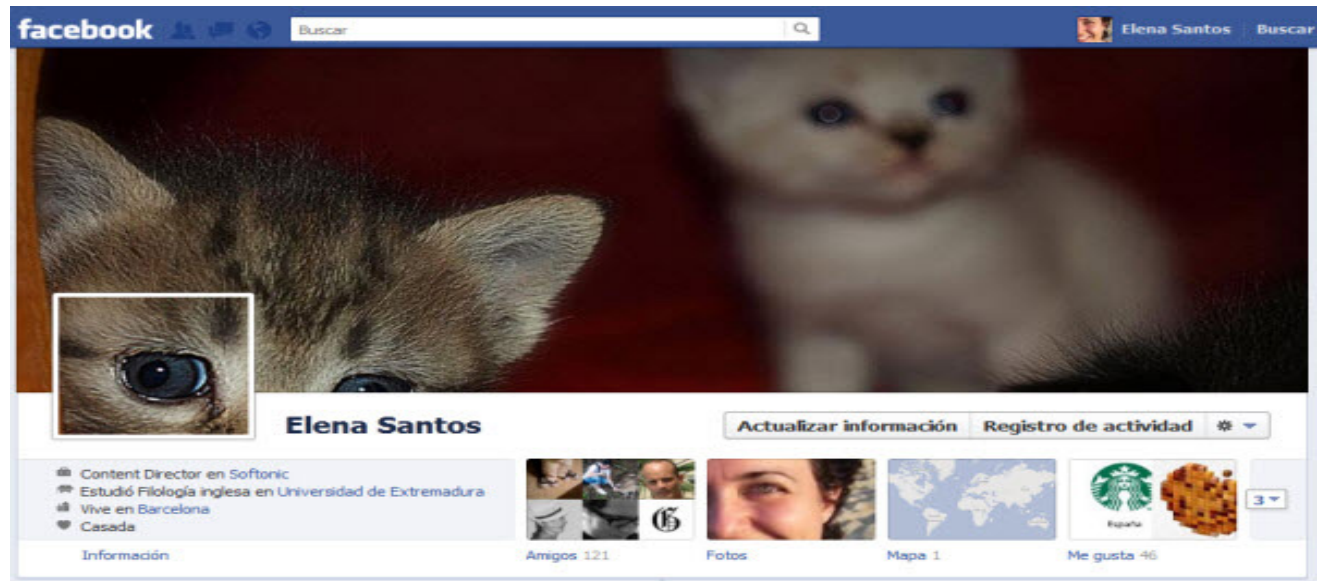 facebook Buscar Elena Santos Buscar
Elena Santos
Actualizar información Registro de actividad
Content Director en Softonic
Estudió Filología inglesa en Universidad de Extremadura
Vive en Barcelona
Casada
G
España
3
Información Amigos 121 Fotos Mapa 1 Me gusta 46